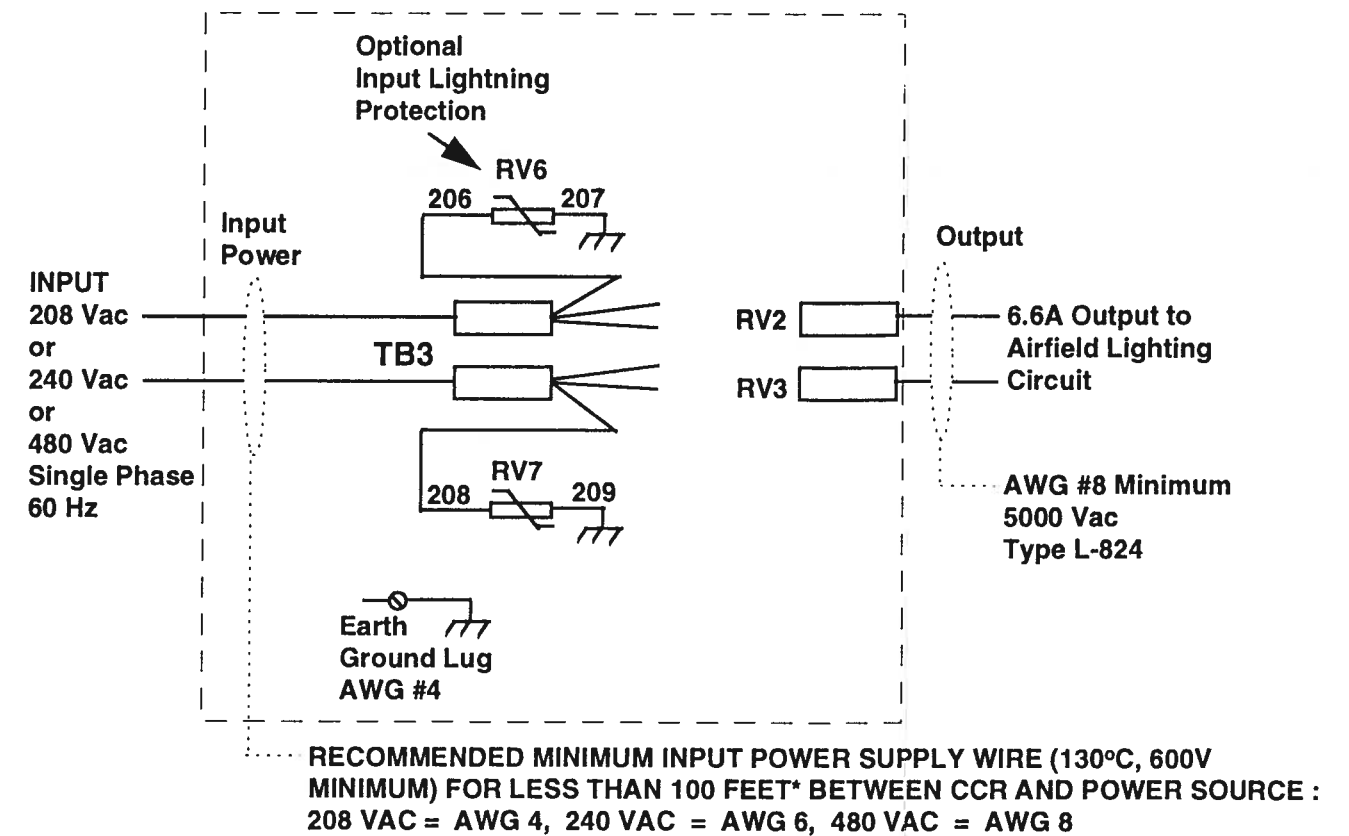 Optional
Input Lightning
Protection
RV6
206
207
Input
Power
Output
INPUT
208 Vac
or
240 Vac
or
480 Vac
Single Phase
60 Hz
TB3
RV2
RV3
6.6A Output to
Airfield Lighting
Circuit
RV7
208
209
AWG #8 Minimum
5000 Vac
Type L-824
Earth
Ground Lug
AWG #4
RECOMMENDED MINIMUM INPUT POWER SUPPLY WIRE (130ºC, 600V
MINIMUM) FOR LESS THAN 100 FEET* BETWEEN CCR AND POWER SOURCE :
208 VAC = AWG 4, 240 VAC = AWG 6, 480 VAC = AWG 8